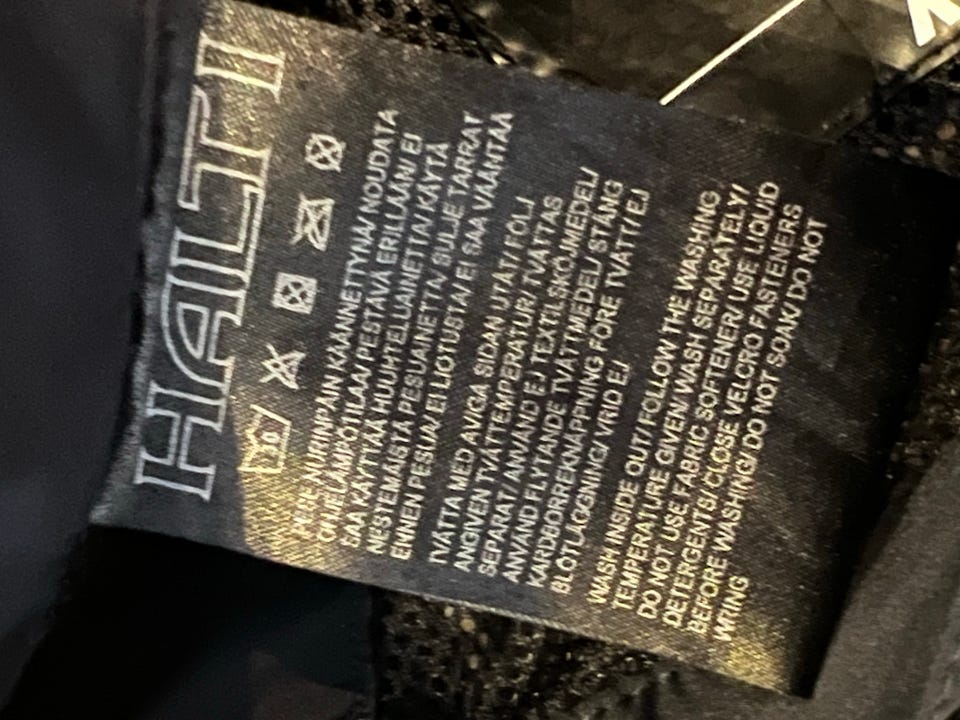 HALTI
30
PESE NURINPÄIN KÄÄNNETTYNÄ/ NOUDATA
ONNELÄMPÖTILAA/ PESTÄVÄ ERILLÄÄN/ EI
SAA KÄYTTÄÄ HUUHTELUAINETTA/ KÄYTÄ
NESTEMÄISTÄ PESUAINETTA/ SULJE TARRAT
ENNEN PESUA/ EI LIOTUSTA/ EI SAA VÄÄNTÄÄ
TVÄTTA MED AVIGA SIDAN UTÅT/ FÖLJ
ANGIVEN TVÄTTEMPERATUR/ TVÄTTAS
SEPARAT/ ANVÄND EJ TEXTILSKÖLJMEDEL/
ANVÄND FLYTANDE TVÄTTMEDEL/ STÄNG
KARDBORREKNÄPPNING FÖRE TVÄTT/ EJ
BLÖTLÄGGNING/ VRID EJ
WASH INSIDE OUT/ FOLLOW THE WASHING
TEMPERATURE GIVEN/ WASH SEPARATELY/
DO NOT USE FABRIC SOFTENER/ USE LIQUID
DETERGENTS/ CLOSE VELCRO FASTENERS
BEFORE WASHING/ DO NOT SOAK/ DO NOT
WRING